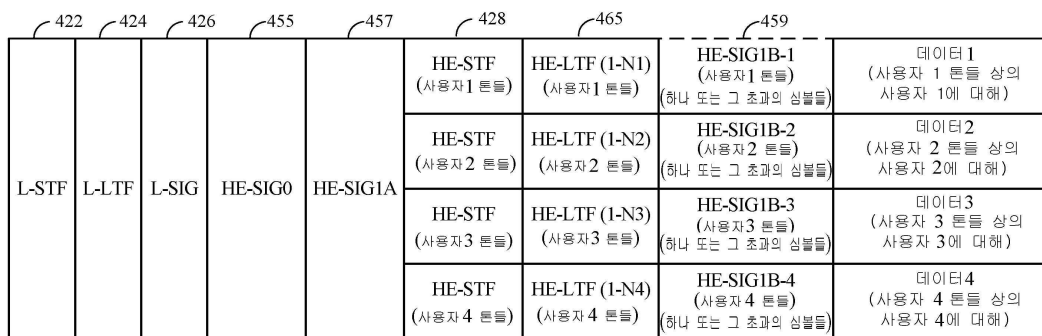 422
424
426
455
457
428
465
459
L-STF
L-LTF
L-SIG
HE-SIG0
HE-SIG1A
HE-STF
(사용자1 톤들)
HE-LTF (1-N1)
(사용자1 톤들)
HE-SIG1B-1
(사용자1 톤들)
(하나 또는 그 초과의 심볼들)
데이터1
(사용자 1 톤들 상의
사용자 1에 대해)
HE-STF
(사용자2 톤들)
HE-LTF (1-N2)
(사용자2 톤들)
HE-SIG1B-2
(사용자2 톤들)
(하나 또는 그 초과의 심볼들)
데이터2
(사용자 2 톤들 상의
사용자 2에 대해)
HE-STF
(사용자3 톤들)
HE-LTF (1-N3)
(사용자3 톤들)
HE-SIG1B-3
(사용자3 톤들)
(하나 또는 그 초과의 심볼들)
데이터3
(사용자 3 톤들 상의
사용자 3에 대해)
HE-STF
(사용자4 톤들)
HE-LTF (1-N4)
(사용자4 톤들)
HE-SIG1B-4
(사용자4 톤들)
(하나 또는 그 초과의 심볼들)
데이터4
(사용자 4 톤들 상의
사용자 4에 대해)